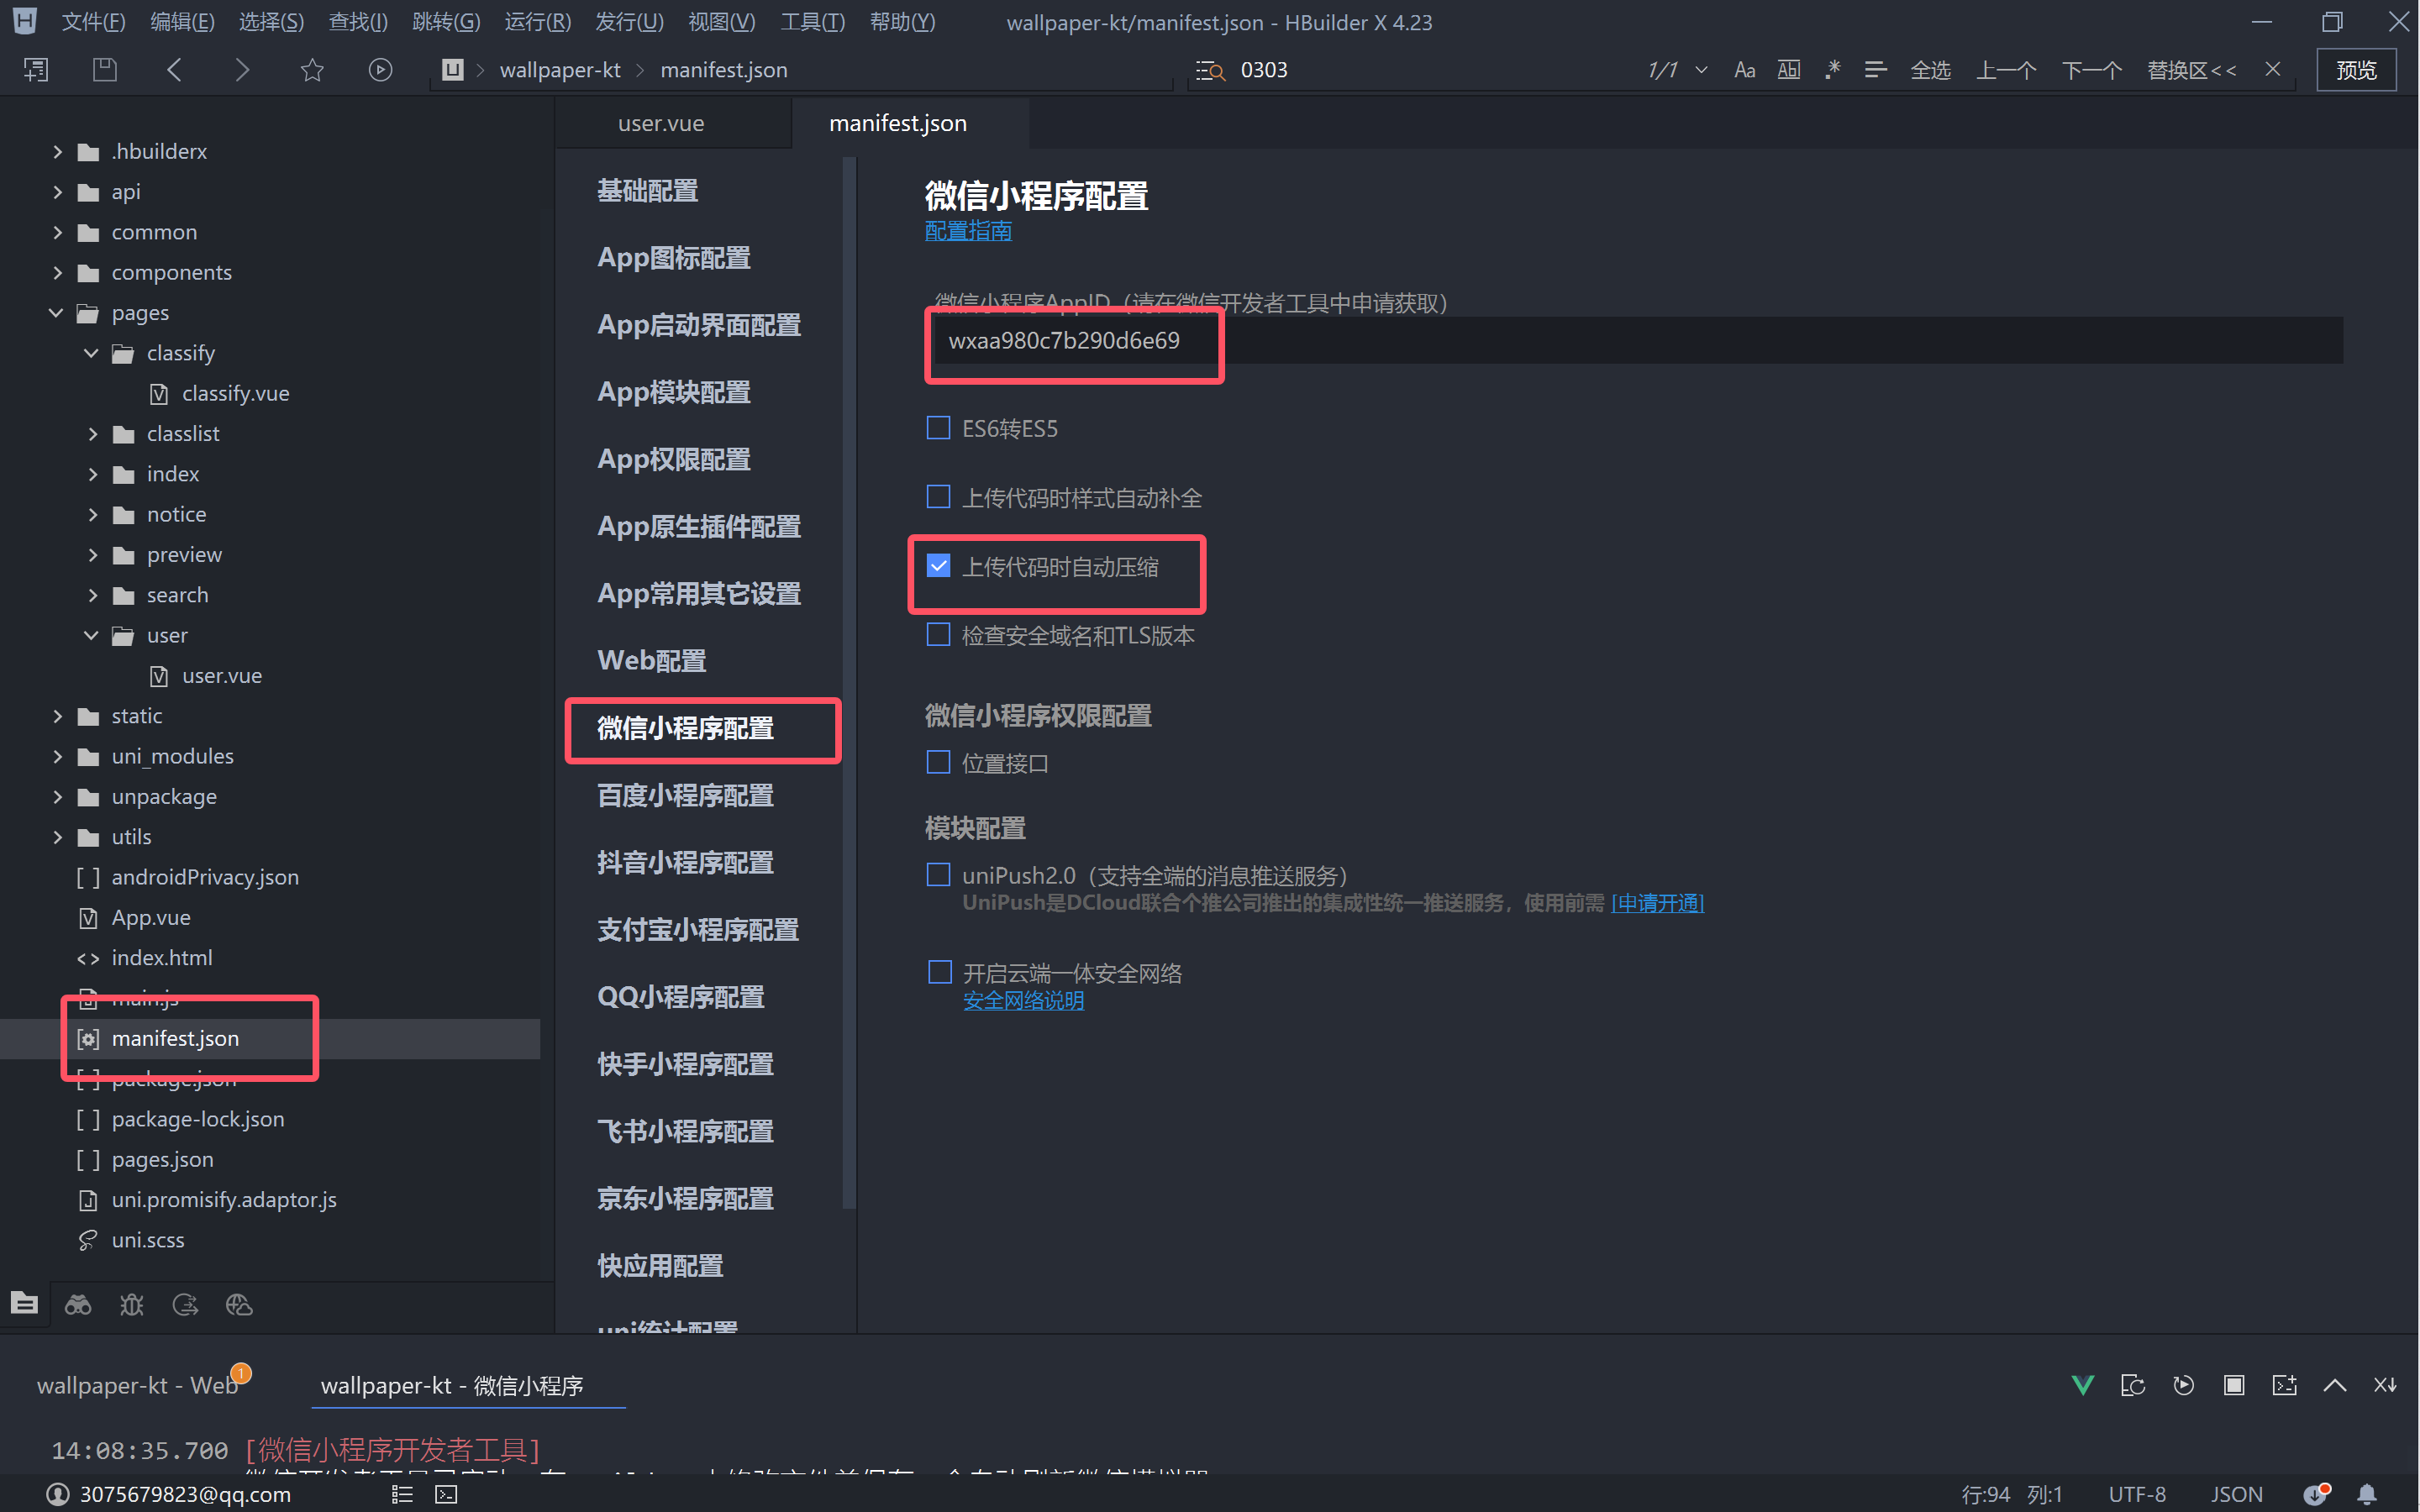 文件(F) 编辑(E) 选择(S) 查找(I) 跳转(G) 运行(R) 发行(U) 视图(V) 工具(T) 帮助(Y) wallpaper-kt/manifest.json - HBuilder X 4.23
wallpaper-kt manifest.json 0303 1/1 Aa Ab .* 全选 上一个 下一个 替换区<< 预览
.hbuilderx
api
common
components
pages
classify
classify.vue
classlist
index
notice
preview
search
user
user.vue
static
uni_modules
unpackage
utils
androidPrivacy.json
App.vue
index.html
main.js
manifest.json
package.json
package-lock.json
pages.json
uni.promisify.adaptor.js
uni.scss
user.vue manifest.json
基础配置
App图标配置
App启动界面配置
App模块配置
App权限配置
App原生插件配置
App常用其它设置
Web配置
微信小程序配置
百度小程序配置
抖音小程序配置
支付宝小程序配置
QQ小程序配置
快手小程序配置
飞书小程序配置
京东小程序配置
快应用配置
uni统计配置
微信小程序配置
配置指南
微信小程序AppID（请在微信开发者工具中申请获取）
wxaa980c7b290d6e69
ES6转ES5
上传代码时样式自动补全
上传代码时自动压缩
检查安全域名和TLS版本
微信小程序权限配置
位置接口
模块配置
uniPush2.0（支持全端的消息推送服务）
UniPush是DCloud联合个推公司推出的集成性统一推送服务，使用前需 [申请开通]
开启云端一体安全网络
安全网络说明
wallpaper-kt - Web 1 wallpaper-kt - 微信小程序
14:08:35.700 [微信小程序开发者工具]
3075679823@qq.com 行:94 列:1 UTF-8 JSON